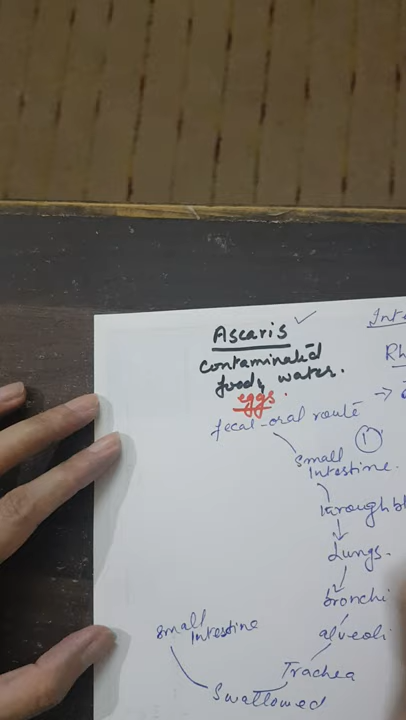 Ascaris
Contaminated
food & water.
eggs.
fecal-oral route
1
Small
Intestine.
through bl
Lungs.
bronchi
alveoli
Trachea
Swallowed
Small
Intestine
Inte
Rh